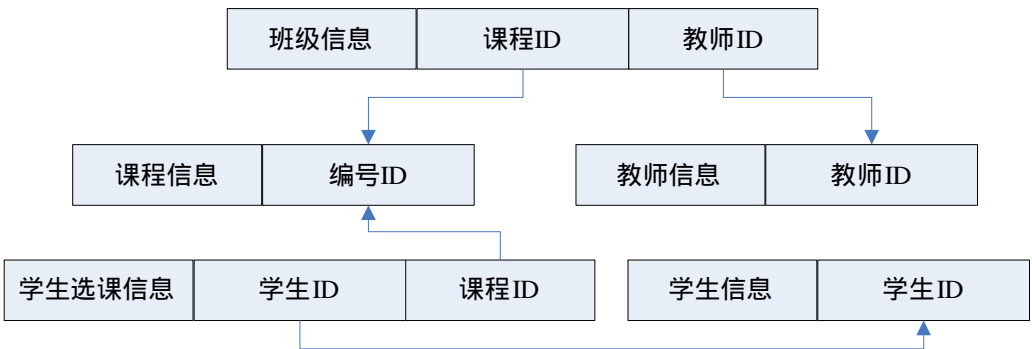 班级信息 课程ID 教师ID
课程信息 编号ID 教师信息 教师ID
学生选课信息 学生ID 课程ID 学生信息 学生ID